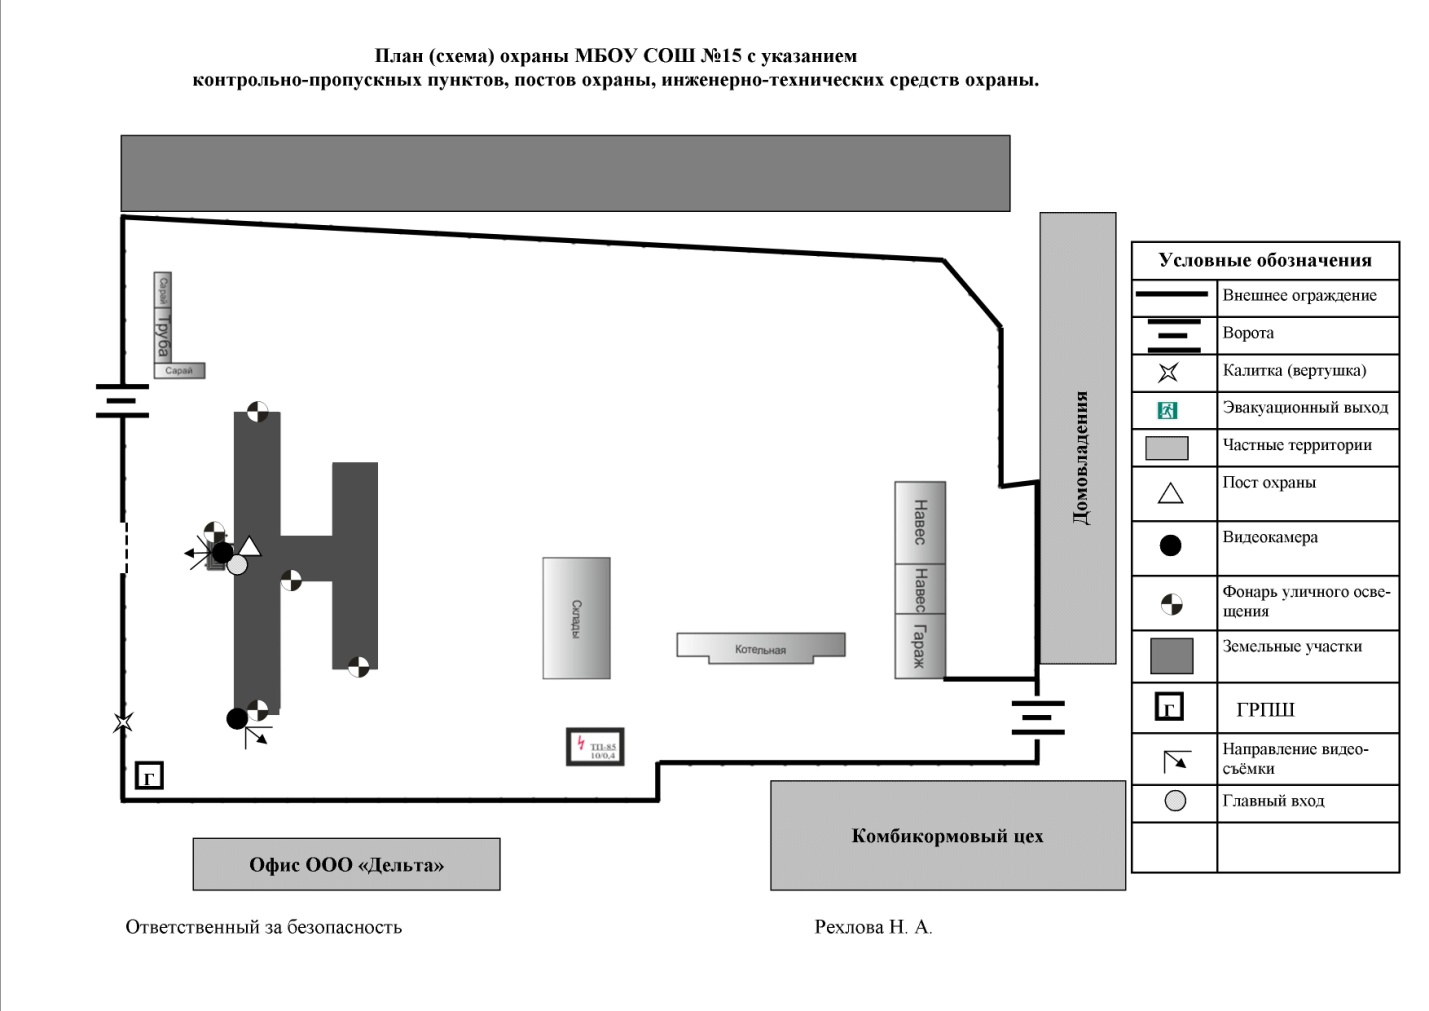 План (схема) охраны МБОУ СОШ №15 с указанием
контрольно-пропускных пунктов, постов охраны, инженерно-технических средств охраны.
Сарай
Труба
Сарай
Склады
Котельная
Навес
Навес
Гараж
ТП-85
10/0,4
Г
Домовладения
Комбикормовый цех
Офис ООО «Дельта»
Условные обозначения
Внешнее ограждение
Ворота
Калитка (вертушка)
Эвакуационный выход
Частные территории
Пост охраны
Видеокамера
Фонарь уличного осве-
щения
Земельные участки
Г ГРПШ
Направление видео-
съёмки
Главный вход
Ответственный за безопасность Рехлова Н. А.